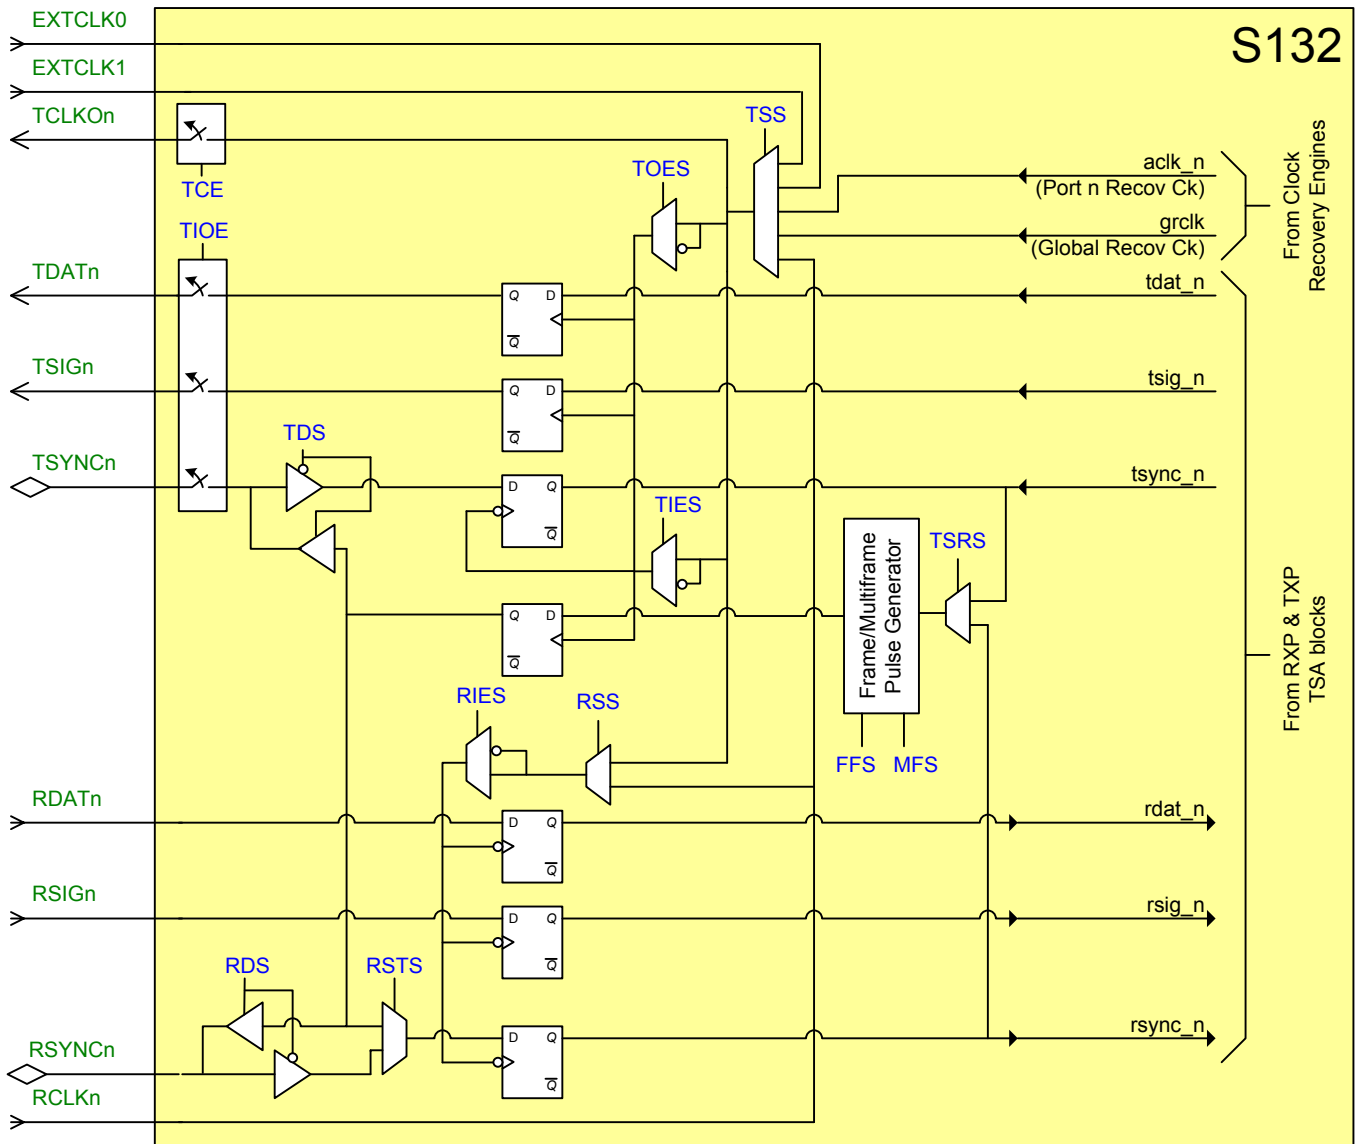 EXTCLK0
S132
EXTCLK1
TCLKOn
TSS
TCE
TOES
aclk_n
(Port n Recov Ck)
grclk
(Global Recov Ck)
From Clock
Recovery Engines
TIOE
TDATn
Q D
Q
tdat_n
TSIGn
Q D
Q
tsig_n
TDS
TSYNCn
D Q
Q
tsync_n
TIES
TSRS
Frame/Multiframe
Pulse Generator
From RXP & TXP
TSA blocks
Q D
Q
RIES
RSS
FFS MFS
RDATn
D Q
Q
rdat_n
RSIGn
D Q
Q
rsig_n
RDS
RSTS
RSYNCn
D Q
Q
rsync_n
RCLKn